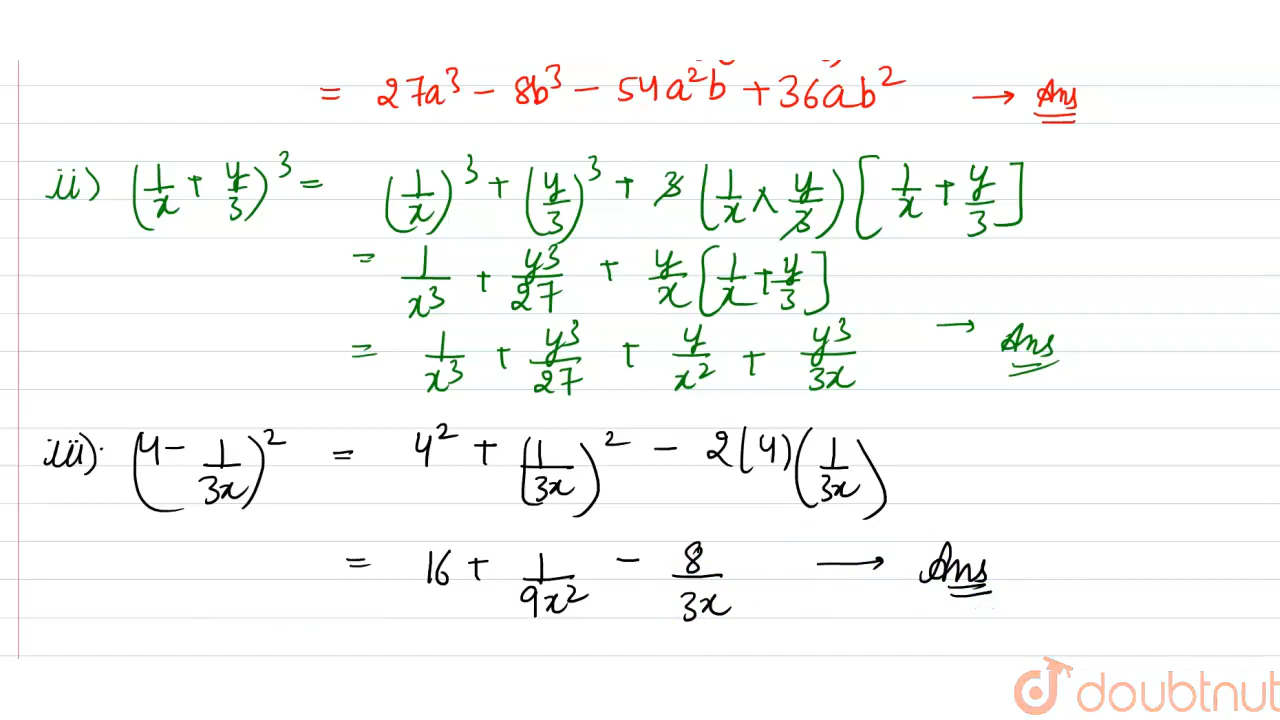 = 27a³ - 8b³ - 54a²b + 36ab² → Ans
ii) (1/x + y/3)³ = (1/x)³ + (y/3)³ + 3 (1/x × y/3) [1/x + y/3]
= 1/x³ + y3/27 + y/x [1/x + y/3]
= 1/x³ + y3/27 + y/x² + y3/3x → Ans
iii). (4 - 1/3x)² = 4² + (1/3x)² - 2(4)(1/3x)
= 16 + 1/9x² - 8/3x → Ans
doubtnut